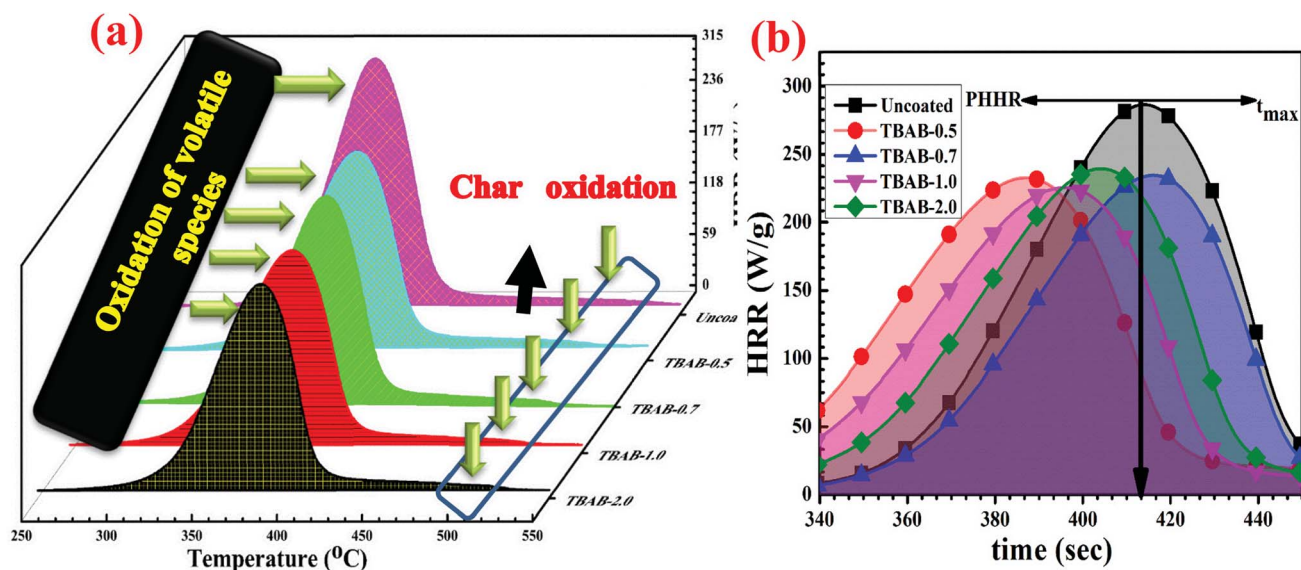 (a)
315
236
177
118
59
0
Oxidation of volatile
species
Char oxidation
Uncoa
TBAB-0.5
TBAB-0.7
TBAB-1.0
TBAB-2.0
250 300 350 400 450 500 550
Temperature (⁰C)
(b)
300
250
200
150
100
50
0
HRR (W/g)
Uncoated
TBAB-0.5
TBAB-0.7
TBAB-1.0
TBAB-2.0
PHHR
tmax
340 360 380 400 420 440
time (sec)